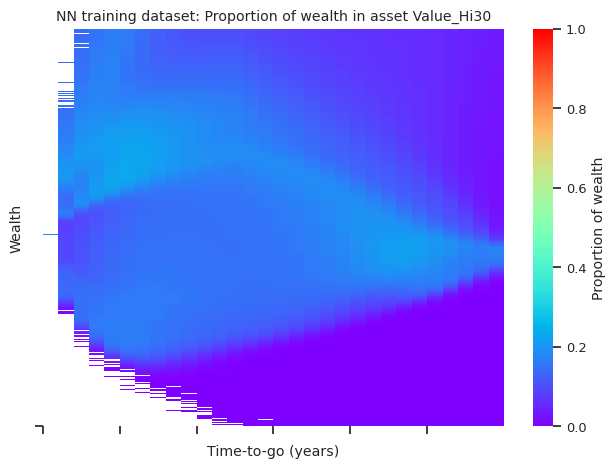 NN training dataset: Proportion of wealth in asset Value_Hi30
Wealth
Time-to-go (years)
1.0
0.8
0.6
0.4
0.2
0.0
Proportion of wealth